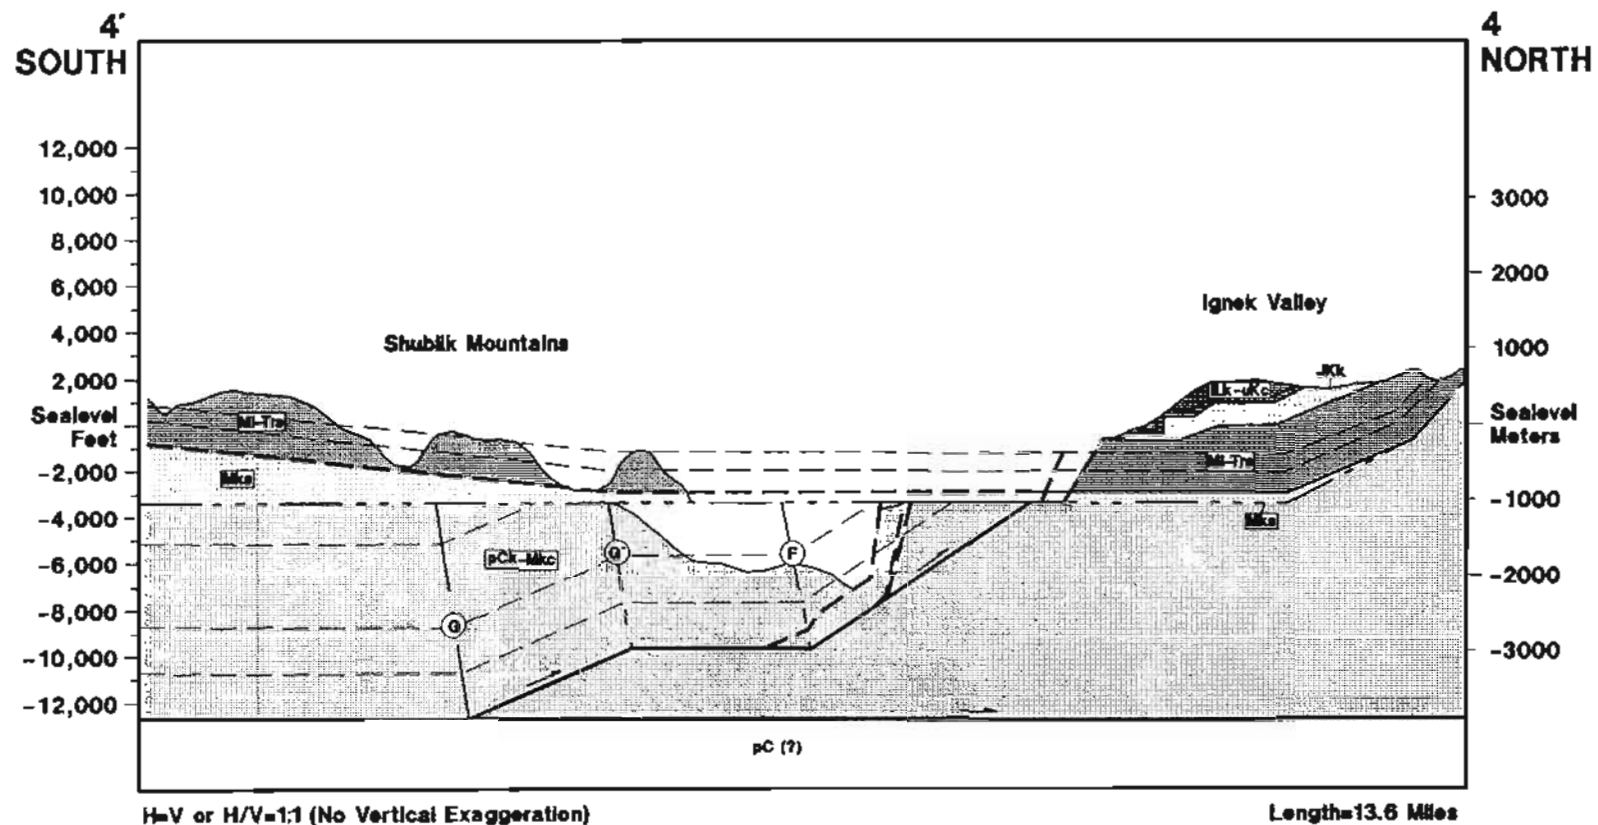 4′
SOUTH
4
NORTH
12,000
10,000
8,000
6,000
4,000
2,000
Sealevel
Feet
-2,000
-4,000
-6,000
-8,000
-10,000
-12,000
3000
2000
1000
Sealevel
Meters
-1000
-2000
-3000
Shublik Mountains
Ignek Valley
JKk
Ml-Trs
Mks
Ml-Trs
Mks
pCk-Mkc
G
G'
F
pC (?)
H=V or H/V=1:1 (No Vertical Exaggeration)
Length=13.6 Miles